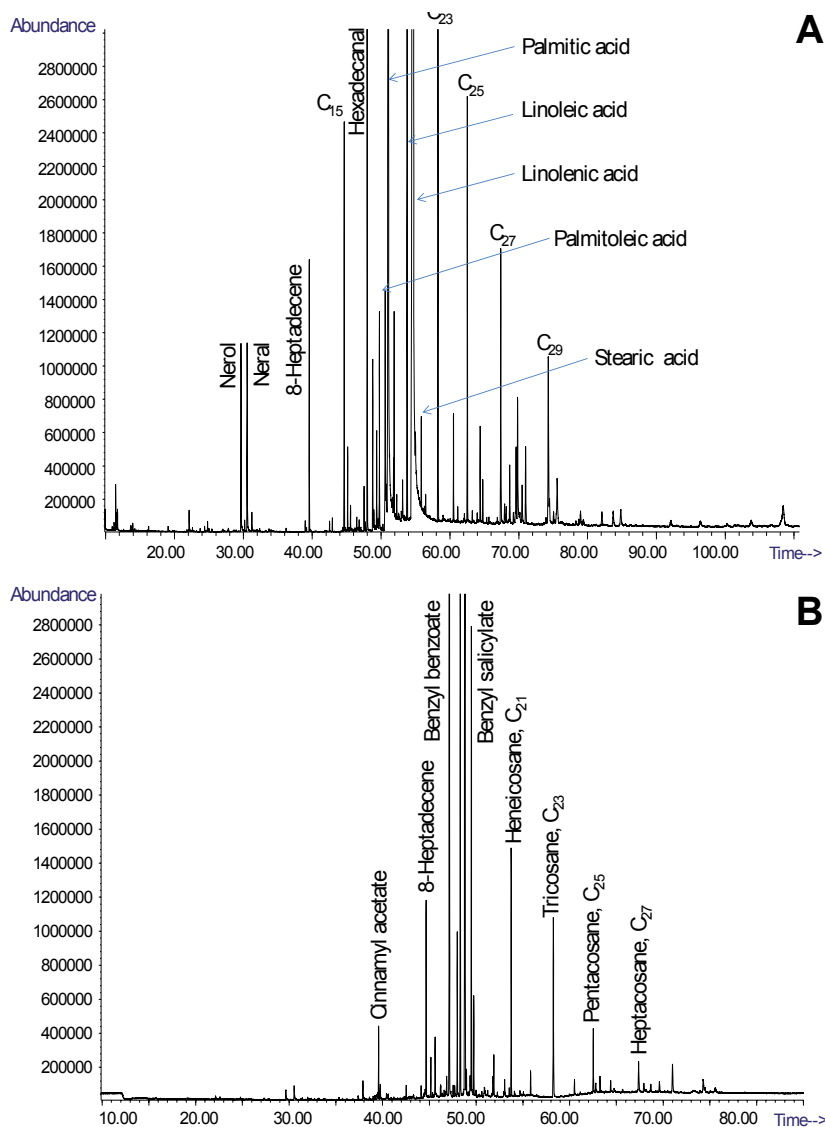 Abundance
A
C23
Palmitic acid
Hexadecanal
C25
C15
Linoleic acid
Linolenic acid
C27
Palmitoleic acid
8-Heptadecene
Nerol
Neral
C29
Stearic acid
2800000
2600000
2400000
2200000
2000000
1800000
1600000
1400000
1200000
1000000
800000
600000
400000
200000
20.00 30.00 40.00 50.00 60.00 70.00 80.00 90.00 100.00 Time-->
Abundance
B
Benzyl benzoate
Benzyl salicylate
Heneicosane, C21
8-Heptadecene
Tricosane, C23
Cinnamyl acetate
Pentacosane, C25
Heptacosane, C27
2800000
2600000
2400000
2200000
2000000
1800000
1600000
1400000
1200000
1000000
800000
600000
400000
200000
10.00 20.00 30.00 40.00 50.00 60.00 70.00 80.00 Time-->